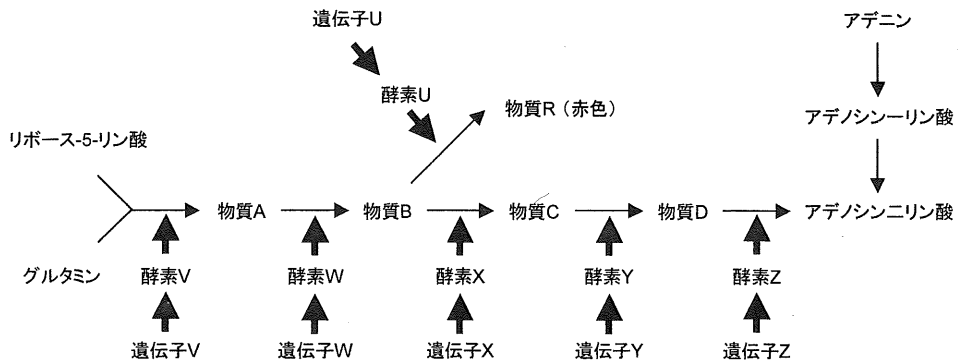 遺伝子U
アデニン
酵素U
物質R(赤色)
アデノシン一リン酸
リボース-5-リン酸
物質A
物質B
物質C
物質D
アデノシン二リン酸
グルタミン
酵素V
酵素W
酵素X
酵素Y
酵素Z
遺伝子V
遺伝子W
遺伝子X
遺伝子Y
遺伝子Z